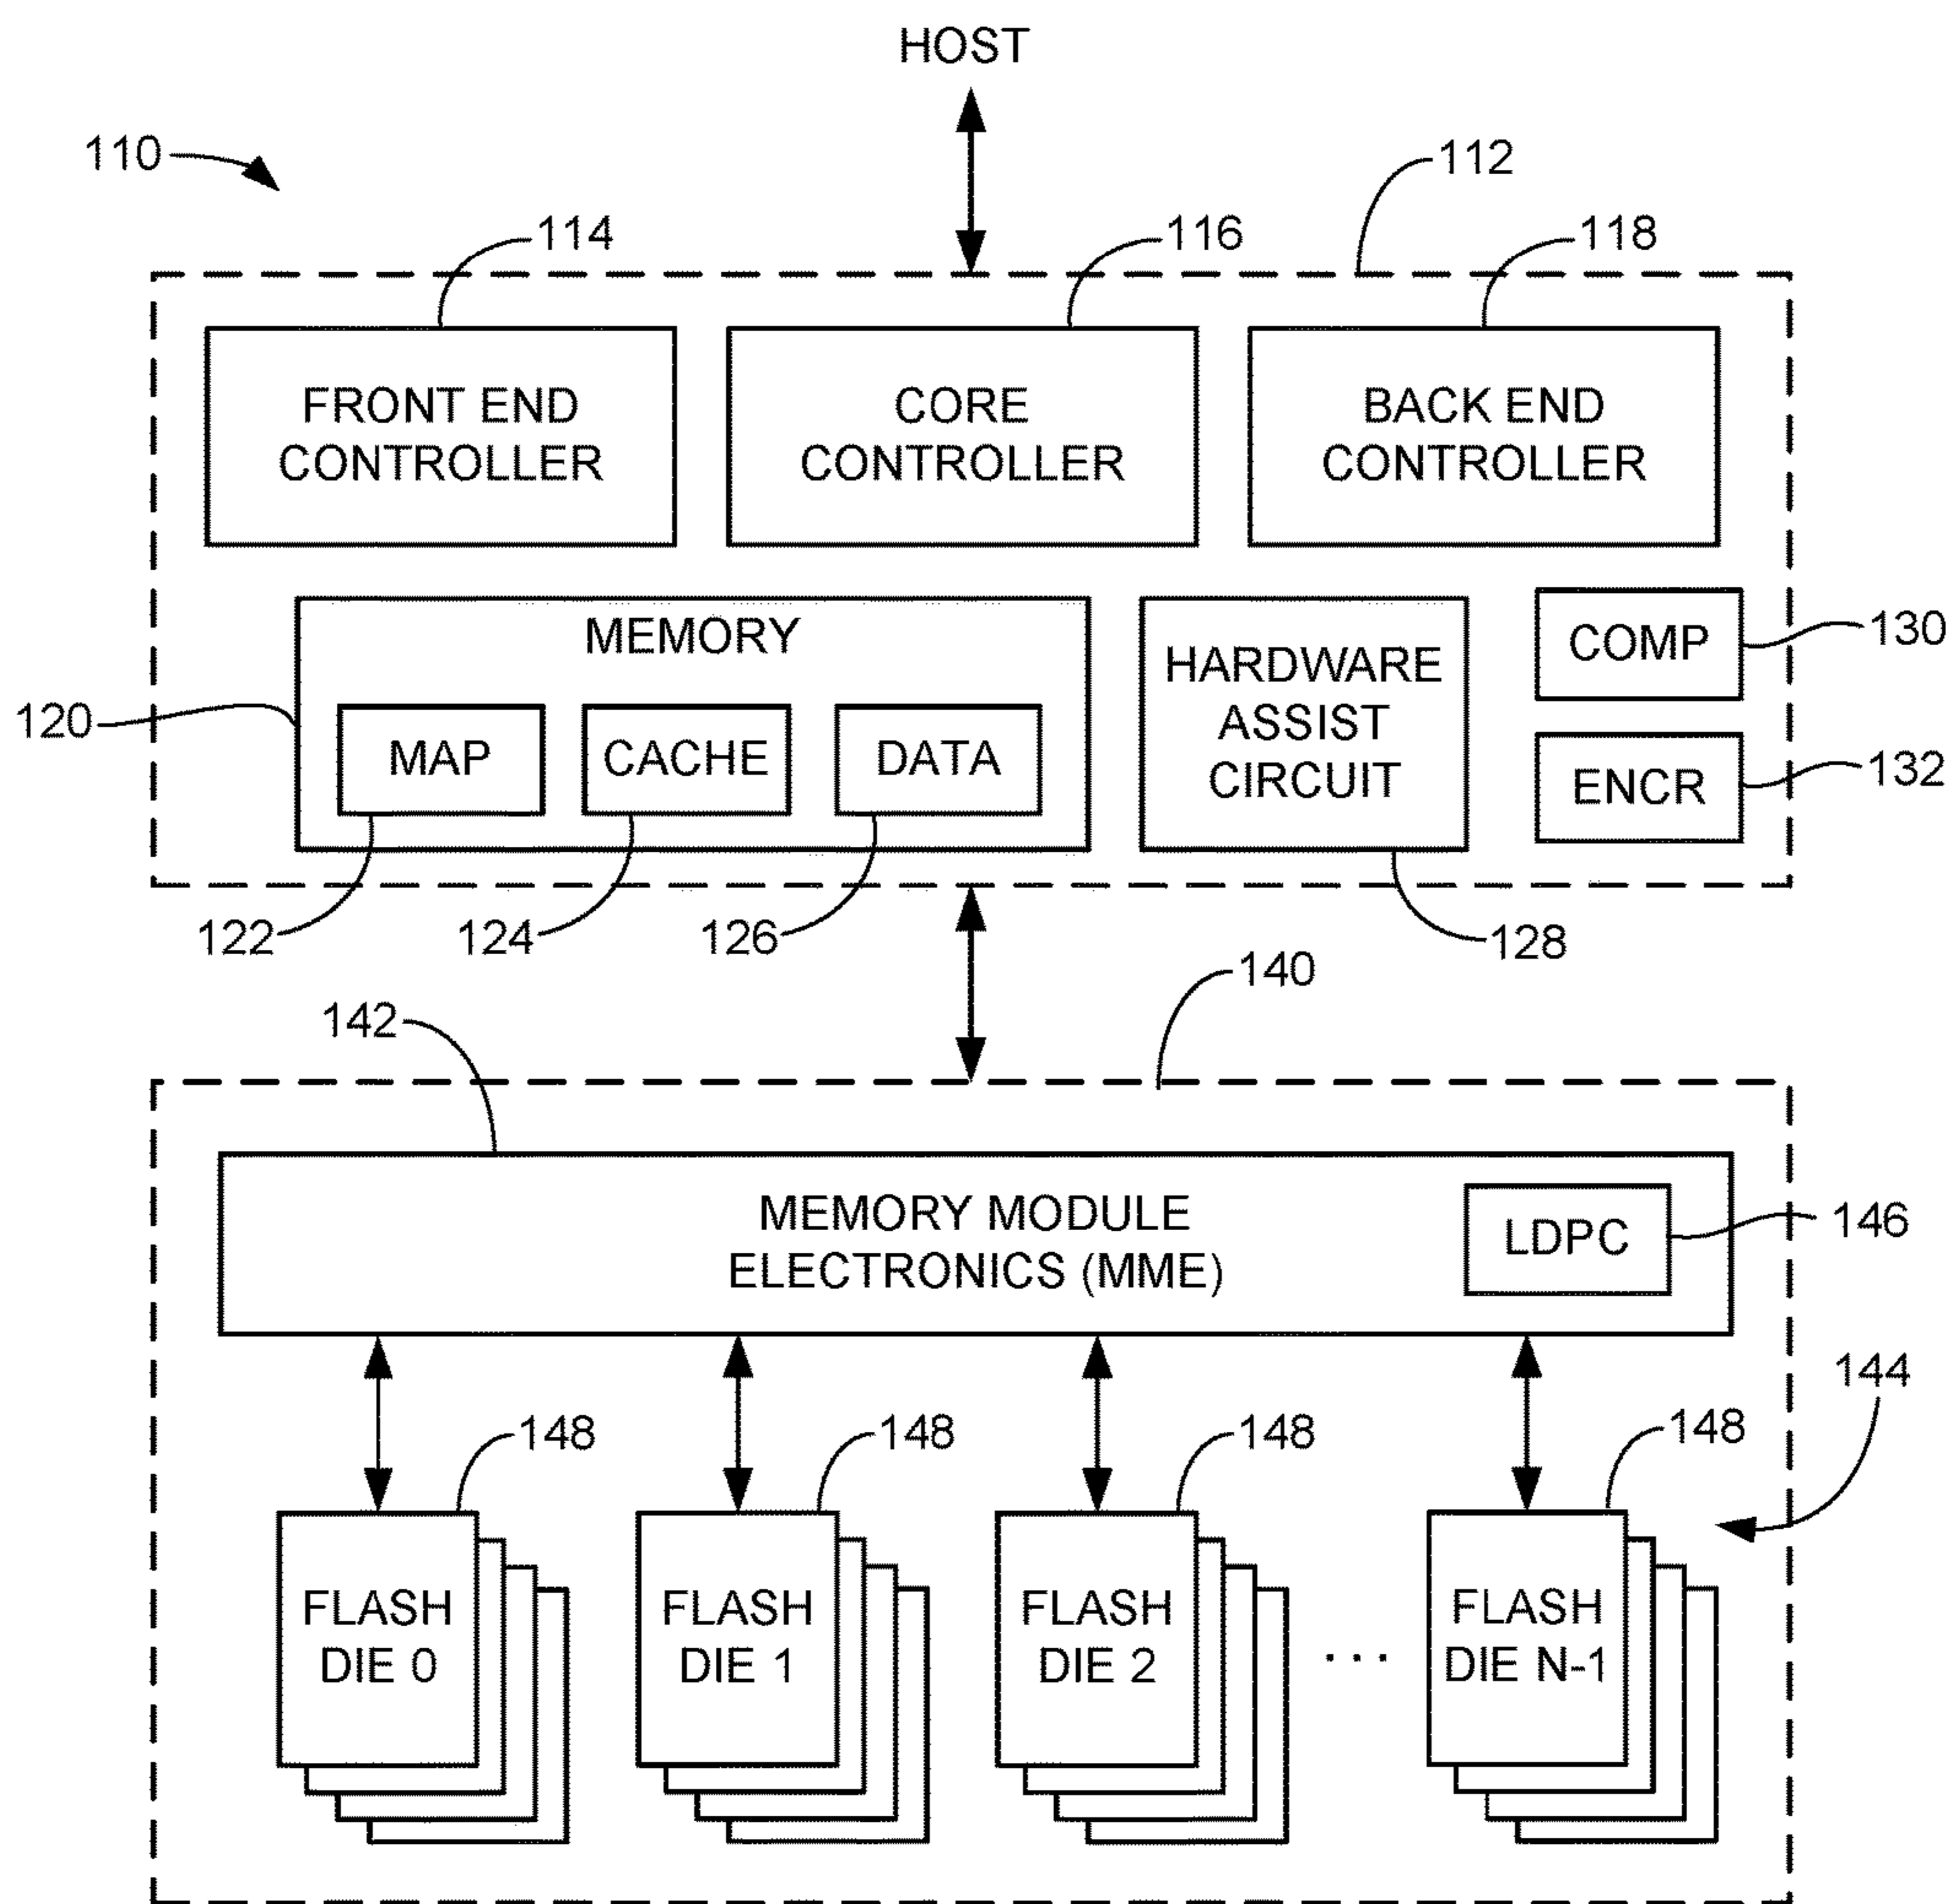 HOST
110
112
114
116
118
FRONT END
CONTROLLER
CORE
CONTROLLER
BACK END
CONTROLLER
MEMORY
MAP
CACHE
DATA
HARDWARE
ASSIST
CIRCUIT
COMP
130
ENCR
132
120
122
124
126
128
140
142
MEMORY MODULE
ELECTRONICS (MME)
LDPC
146
144
148
148
148
148
FLASH
DIE 0
FLASH
DIE 1
FLASH
DIE 2
...
FLASH
DIE N-1